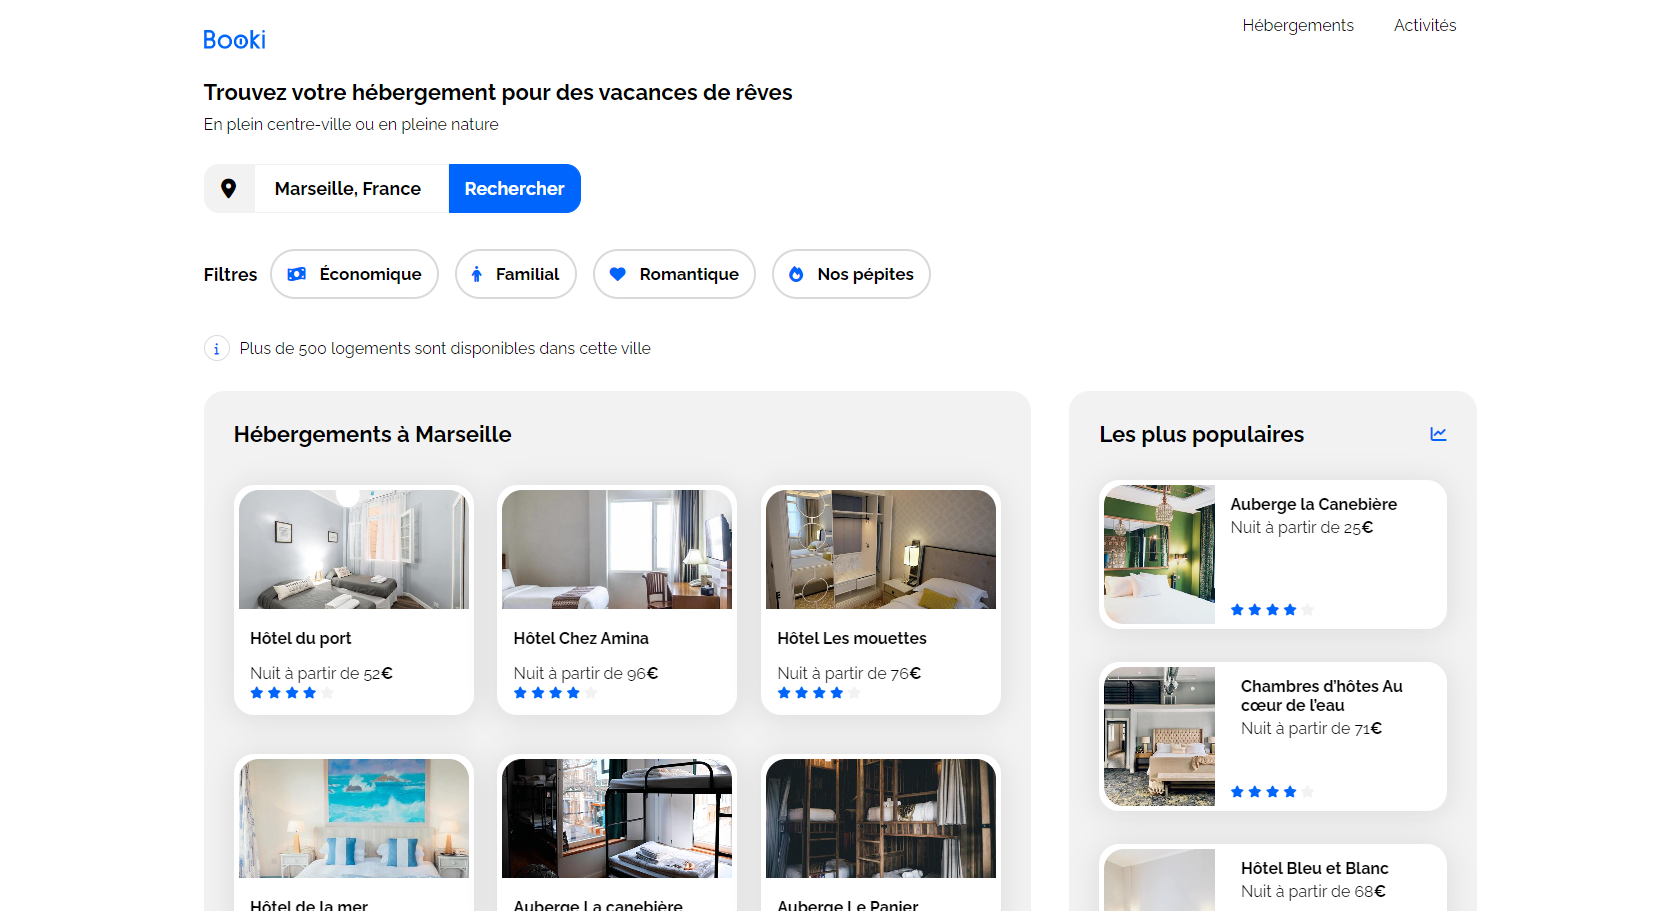 Booki
Hébergements
Activités
Trouvez votre hébergement pour des vacances de rêves
En plein centre-ville ou en pleine nature
Marseille, France
Rechercher
Filtres
Économique
Familial
Romantique
Nos pépites
i
Plus de 500 logements sont disponibles dans cette ville
Hébergements à Marseille
Hôtel du port
Nuit à partir de 52€
Hôtel Chez Amina
Nuit à partir de 96€
Hôtel Les mouettes
Nuit à partir de 76€
Hôtel de la mer
Auberge La canebière
Auberge Le Panier
Les plus populaires
Auberge la Canebière
Nuit à partir de 25€
Chambres d’hôtes Au
cœur de l’eau
Nuit à partir de 71€
Hôtel Bleu et Blanc
Nuit à partir de 68€